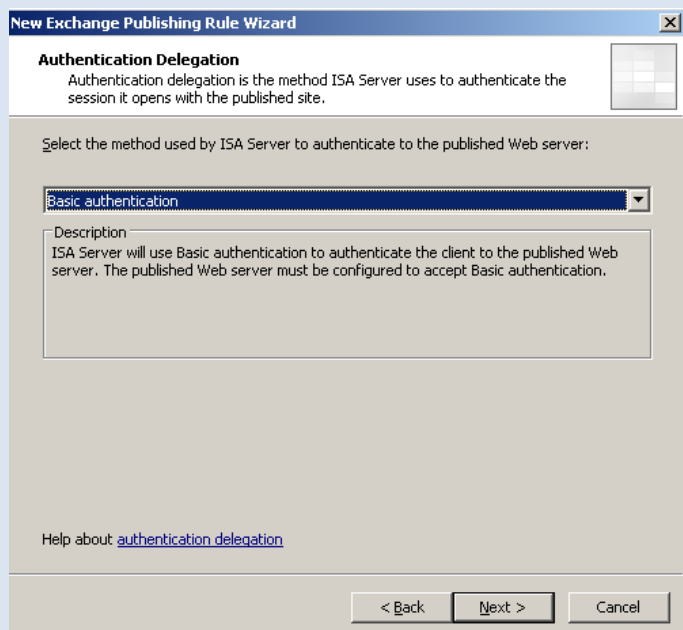 New Exchange Publishing Rule Wizard
Authentication Delegation
Authentication delegation is the method ISA Server uses to authenticate the
session it opens with the published site.
Select the method used by ISA Server to authenticate to the published Web server:
Basic authentication
Description
ISA Server will use Basic authentication to authenticate the client to the published Web
server. The published Web server must be configured to accept Basic authentication.
Help about authentication delegation
< Back
Next >
Cancel